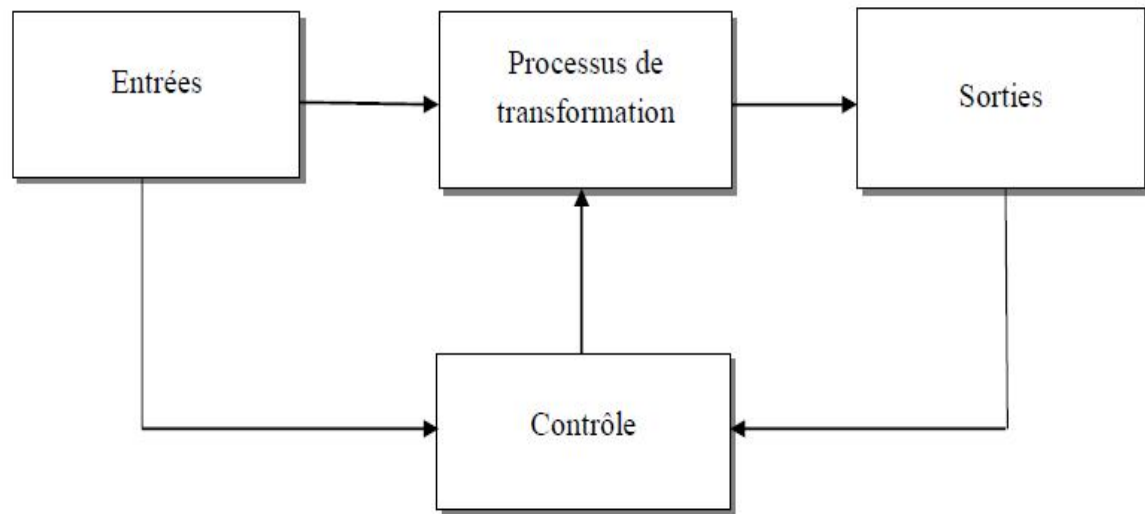 Entrées
Processus de
transformation
Sorties
Contrôle